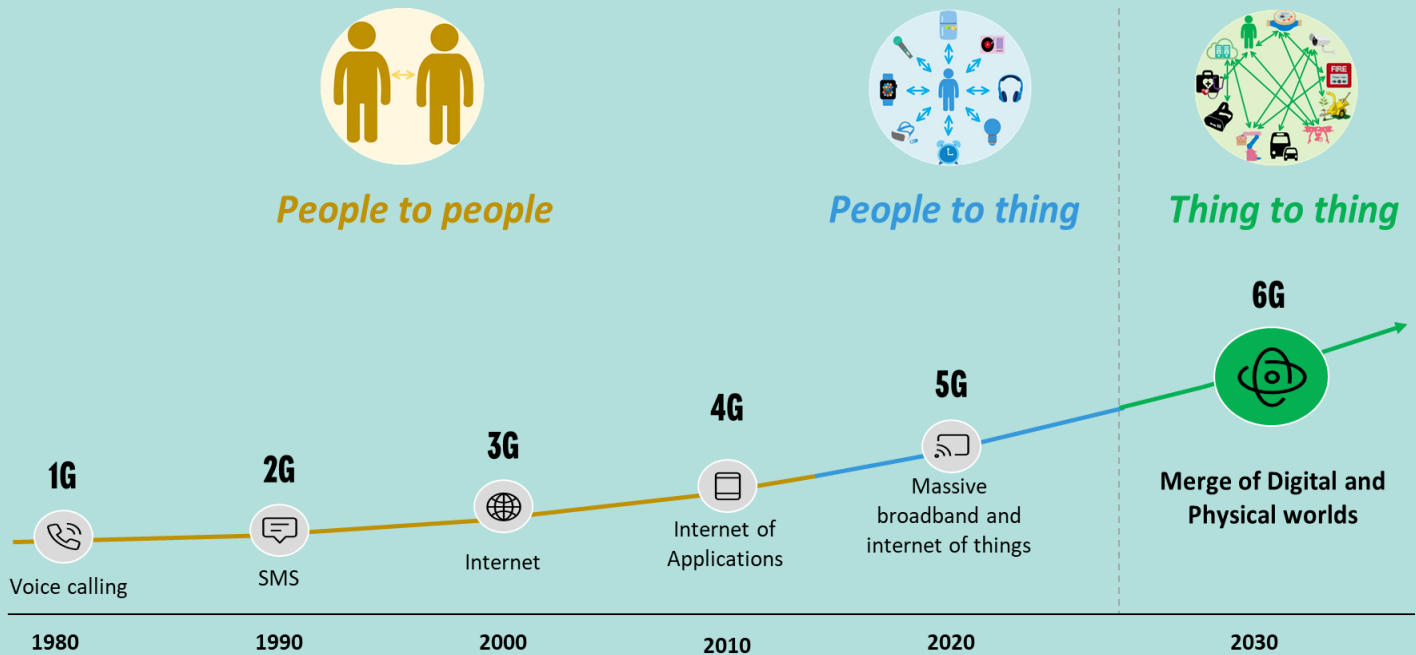 FIRE
People to people
People to thing
Thing to thing
6G
5G
4G
3G
2G
1G
Voice calling
SMS
Internet
Internet of
Applications
Massive
broadband and
internet of things
Merge of Digital and
Physical worlds
1980
1990
2000
2010
2020
2030